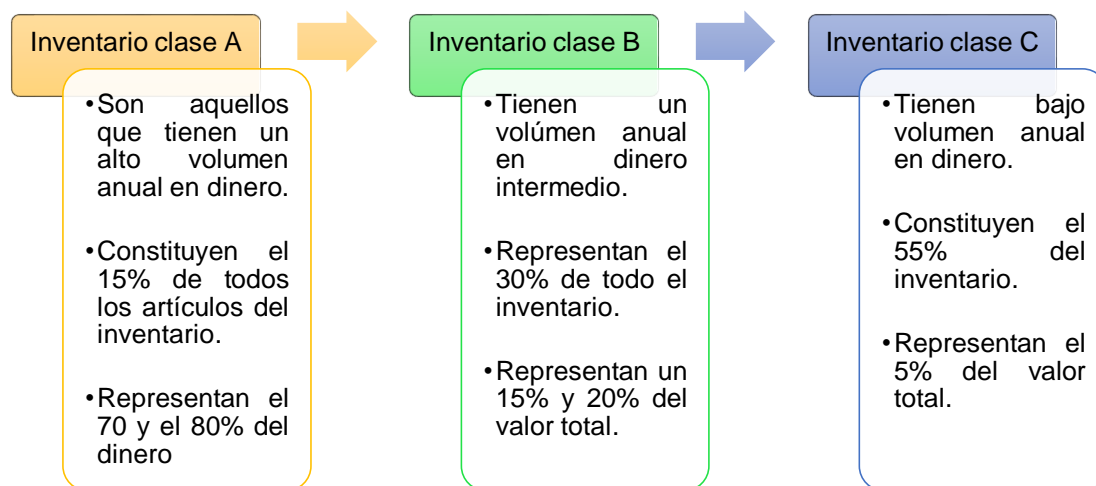 Inventario clase A
•Son aquellos
que tienen un
alto volumen
anual en dinero.
•Constituyen el
15% de todos
los artículos del
inventario.
•Representan el
70 y el 80% del
dinero
Inventario clase B
•Tienen un
volúmen anual
en dinero
intermedio.
•Representan el
30% de todo el
inventario.
•Representan un
15% y 20% del
valor total.
Inventario clase C
•Tienen bajo
volumen anual
en dinero.
•Constituyen el
55% del
inventario.
•Representan el
5% del valor
total.